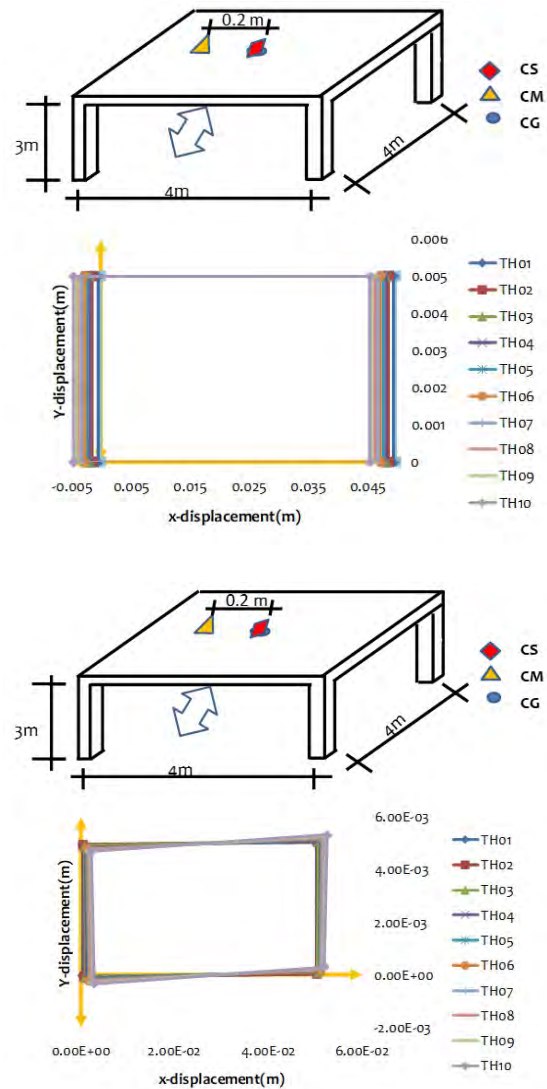 0.2 m
CS
CM
CG
3m
4m
4m
0.006
0.005
0.004
0.003
0.002
0.001
0
Y-displacement(m)
-0.005
0.005
0.015
0.025
0.035
0.045
x-displacement(m)
TH01
TH02
TH03
TH04
TH05
TH06
TH07
TH08
TH09
TH10
0.2 m
CS
CM
CG
3m
4m
4m
6.00E-03
4.00E-03
2.00E-03
0.00E+00
-2.00E-03
Y-displacement(m)
0.00E+00
2.00E-02
4.00E-02
6.00E-02
x-displacement(m)
TH01
TH02
TH03
TH04
TH05
TH06
TH07
TH08
TH09
TH10